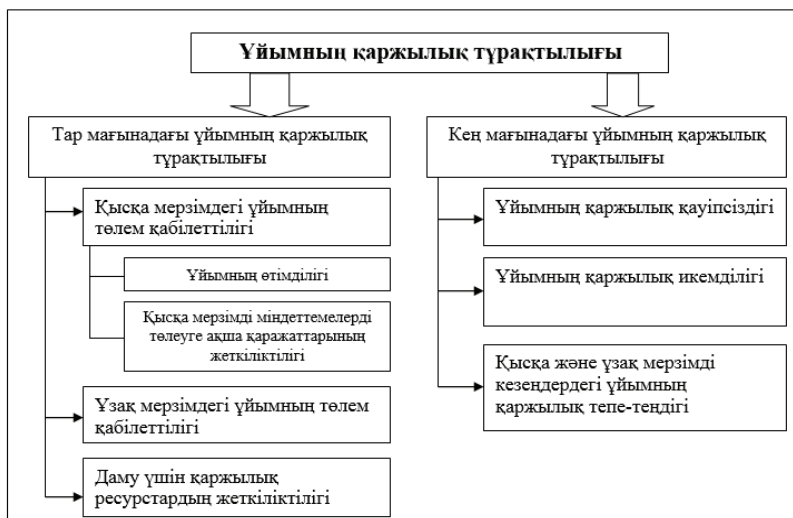 Ұйымның қаржылық тұрақтылығы
Тар мағынадағы ұйымның қаржылық
тұрақтылығы
Қысқа мерзімдегі ұйымның
төлем қабілеттілігі
Ұйымның өтімділігі
Қысқа мерзімді міндеттемелерді
төлеуге ақша қаражаттарының
жеткіліктілігі
Ұзақ мерзімдегі ұйымның төлем
қабілеттілігі
Даму үшін қаржылық
ресурстардың жеткіліктілігі
Кең мағынадағы ұйымның қаржылық
тұрақтылығы
Ұйымның қаржылық қауіпсіздігі
Ұйымның қаржылық икемділігі
Қысқа және ұзақ мерзімді
кезеңдердегі ұйымның
қаржылық тепе-теңдігі